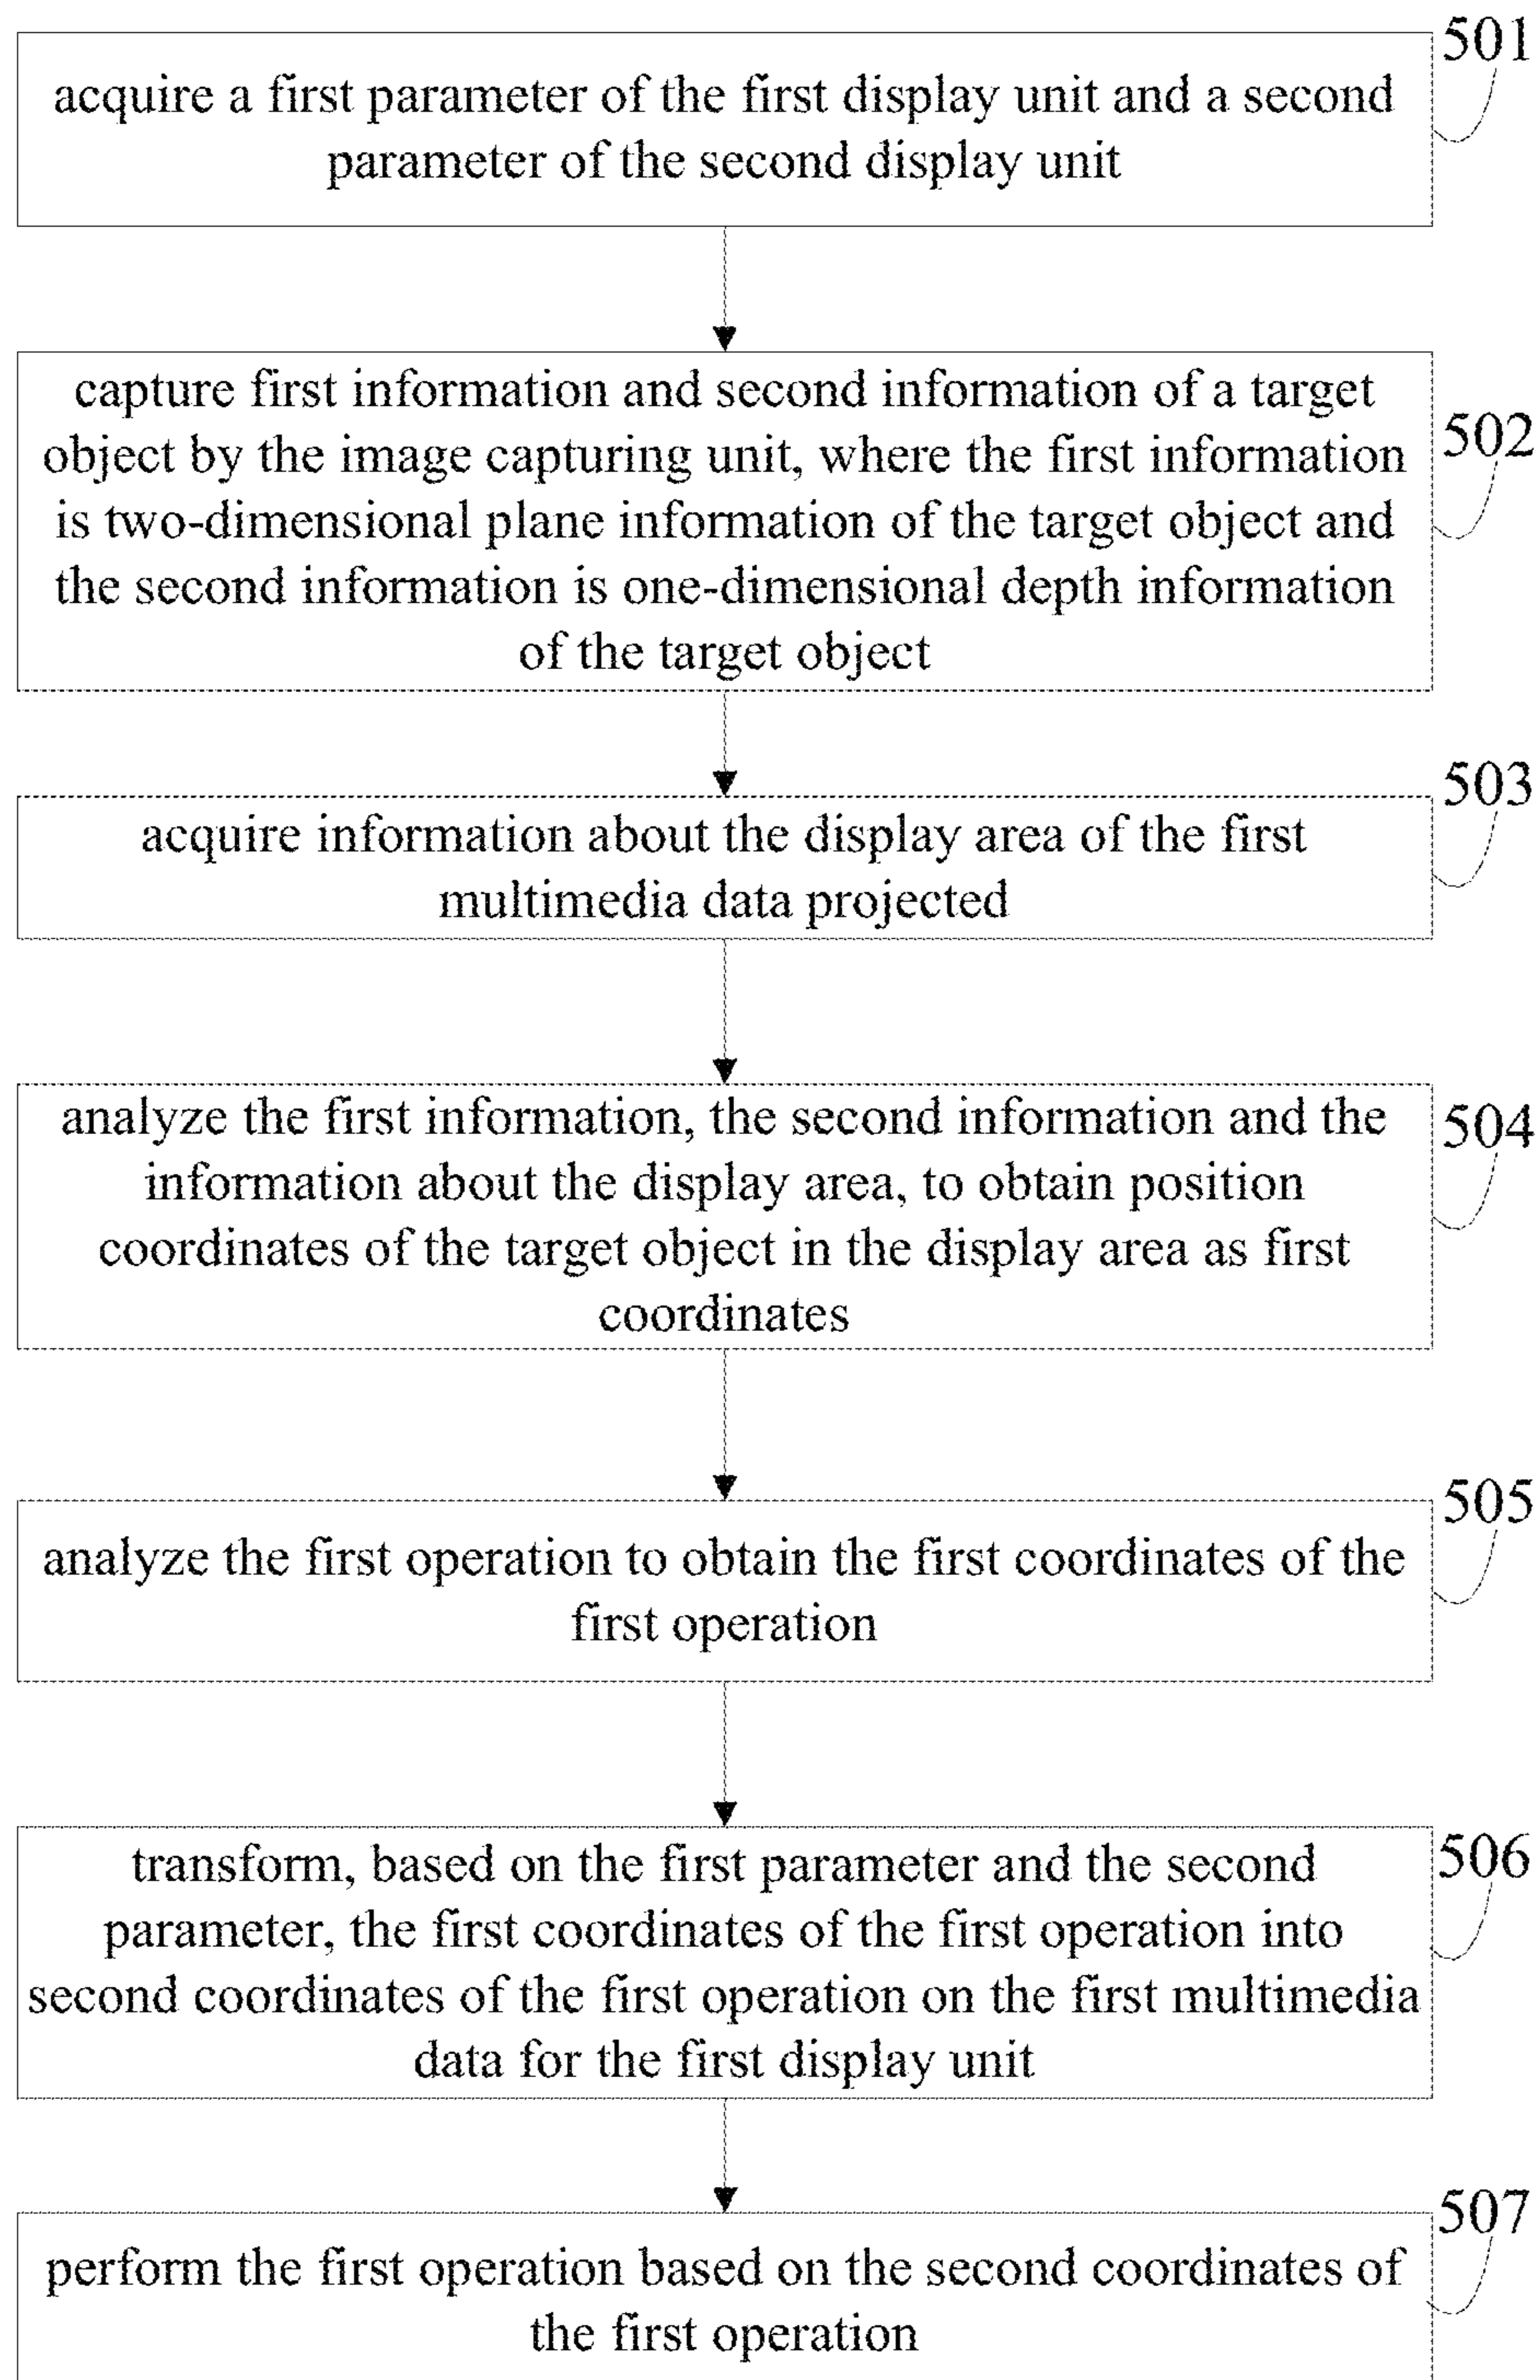 501
acquire a first parameter of the first display unit and a second
parameter of the second display unit
capture first information and second information of a target
object by the image capturing unit, where the first information
is two-dimensional plane information of the target object and
the second information is one-dimensional depth information
of the target object
502
503
acquire information about the display area of the first
multimedia data projected
analyze the first information, the second information and the
information about the display area, to obtain position
coordinates of the target object in the display area as first
coordinates
504
505
analyze the first operation to obtain the first coordinates of the
first operation
transform, based on the first parameter and the second
parameter, the first coordinates of the first operation into
second coordinates of the first operation on the first multimedia
data for the first display unit
506
507
perform the first operation based on the second coordinates of
the first operation